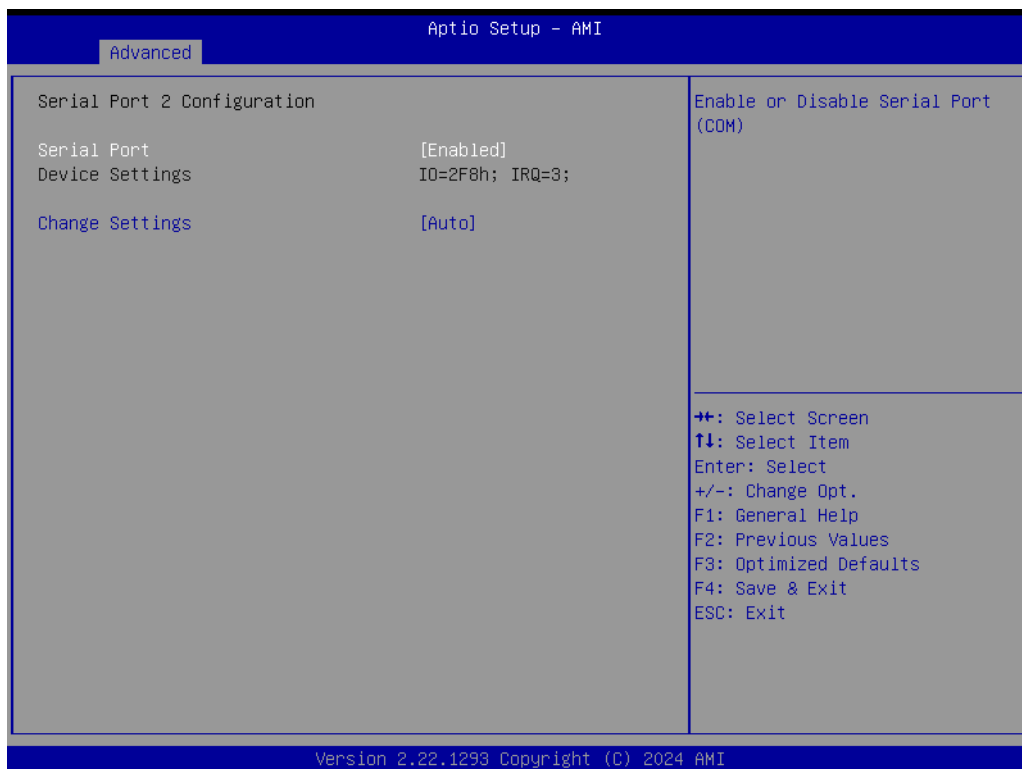 Aptio Setup – AMI
Advanced
Serial Port 2 Configuration
Serial Port [Enabled]
Device Settings IO=2F8h; IRQ=3;
Change Settings [Auto]
Enable or Disable Serial Port
(COM)
→←: Select Screen
↑↓: Select Item
Enter: Select
+/-: Change Opt.
F1: General Help
F2: Previous Values
F3: Optimized Defaults
F4: Save & Exit
ESC: Exit
Version 2.22.1293 Copyright (C) 2024 AMI